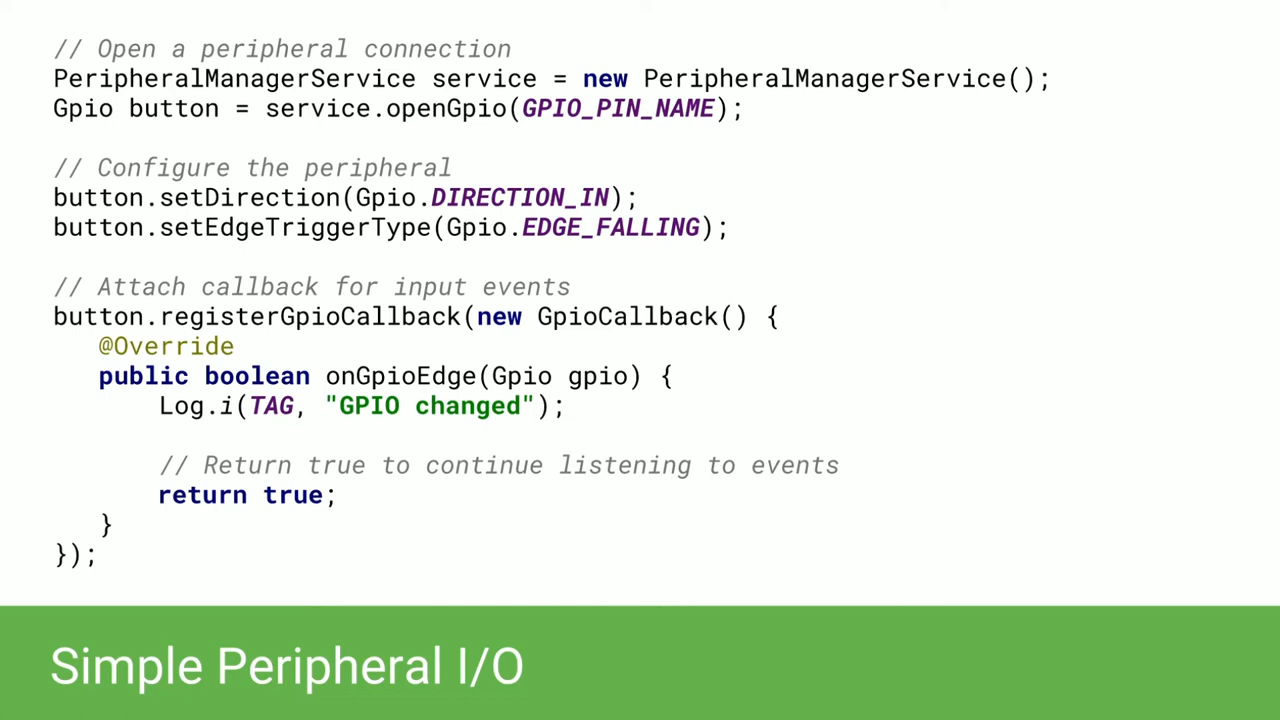 // Open a peripheral connection
PeripheralManagerService service = new PeripheralManagerService();
Gpio button = service.openGpio(GPIO_PIN_NAME);
// Configure the peripheral
button.setDirection(Gpio.DIRECTION_IN);
button.setEdgeTriggerType(Gpio.EDGE_FALLING);
// Attach callback for input events
button.registerGpioCallback(new GpioCallback() {
@Override
public boolean onGpioEdge(Gpio gpio) {
Log.i(TAG, "GPIO changed");
// Return true to continue listening to events
return true;
}
});
Simple Peripheral I/O